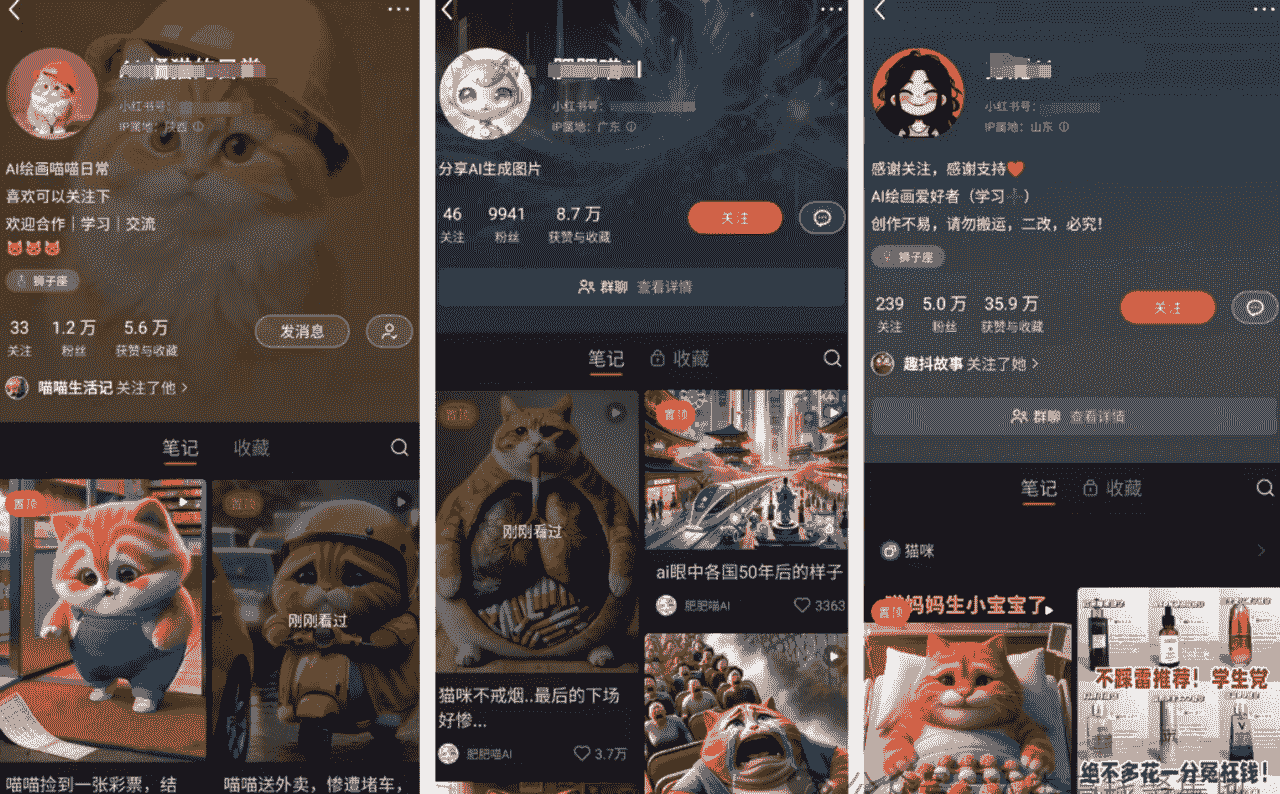 小红书号：
IP属地：陕西
AI绘画喵喵日常
喜欢可以关注下
欢迎合作｜学习｜交流
狮子座
33 1.2 万 5.6 万
关注 粉丝 获赞与收藏
发消息
喵喵生活记 关注了他
笔记 收藏
置顶
置顶
刚刚看过
喵喵捡到一张彩票，结
喵喵送外卖，惨遭堵车，
小红书号：
IP属地：广东
分享AI生成图片
46 9941 8.7 万
关注 粉丝 获赞与收藏
关注
群聊 查看详情
笔记 收藏
置顶
刚刚看过
猫咪不戒烟..最后的下场
好惨...
肥肥喵AI 3.7万
置顶
ai眼中各国50年后的样子
肥肥喵AI 3363
小红书号：
IP属地：山东
感谢关注，感谢支持
AI绘画爱好者（学习）
创作不易，请勿搬运，二改，必究！
狮子座
239 5.0 万 35.9 万
关注 粉丝 获赞与收藏
关注
趣抖故事 关注了她
群聊 查看详情
笔记 收藏
猫咪
置顶
妈妈生小宝宝了
不踩雷推荐！学生党
绝不多花一分冤枉钱！